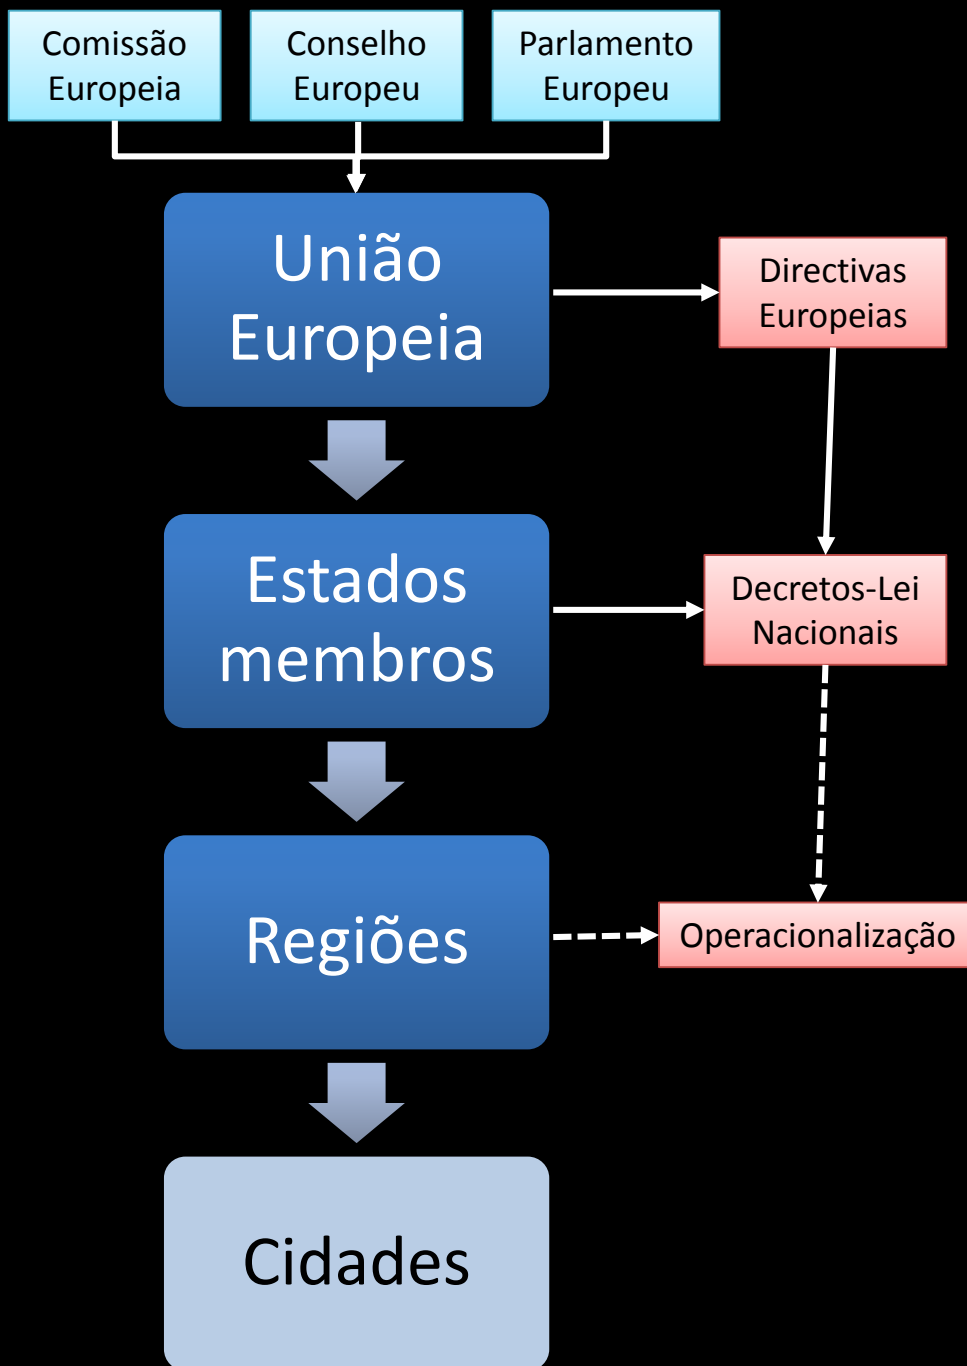 Comissão
Europeia
Conselho
Europeu
Parlamento
Europeu
União
Europeia
Directivas
Europeias
Estados
membros
Decretos-Lei
Nacionais
Regiões
Operacionalização
Cidades